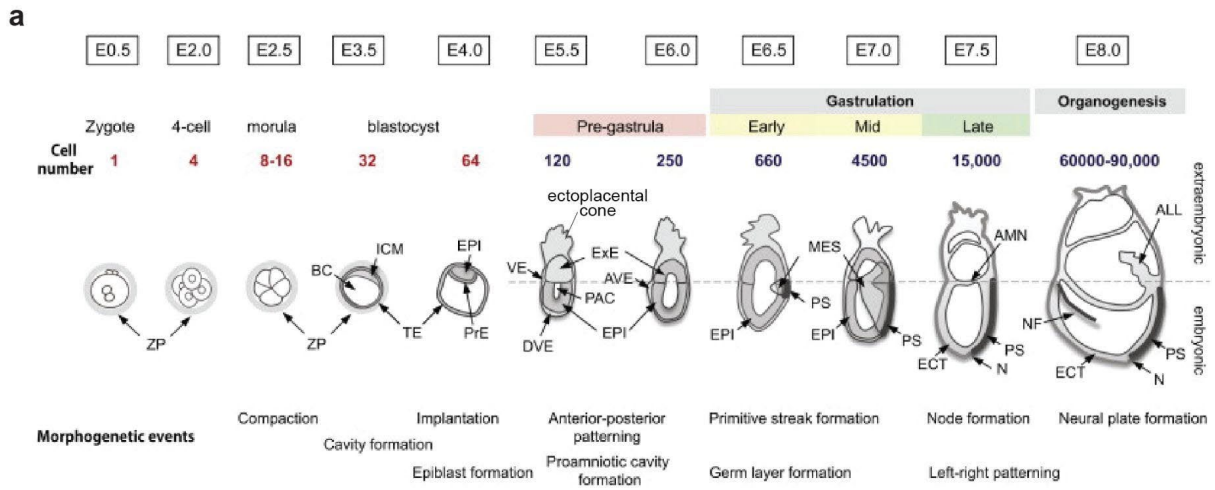 a
E0.5 E2.0 E2.5 E3.5 E4.0 E5.5 E6.0 E6.5 E7.0 E7.5 E8.0
Gastrulation Organogenesis
Zygote 4-cell morula blastocyst Pre-gastrula Early Mid Late
Cell number 1 4 8-16 32 64 120 250 660 4500 15,000 60000-90,000
extraembryonic
embryonic
ectoplacental
cone
ZP
ZP
BC
ICM
TE
EPI
PrE
VE
DVE
ExE
AVE
PAC
EPI
EPI
MES
PS
EPI
PS
AMN
ECT
N
PS
ALL
NF
ECT
N
PS
Morphogenetic events
Compaction
Cavity formation
Implantation
Epiblast formation
Anterior-posterior
patterning
Proamniotic cavity
formation
Primitive streak formation
Germ layer formation
Node formation
Left-right patterning
Neural plate formation